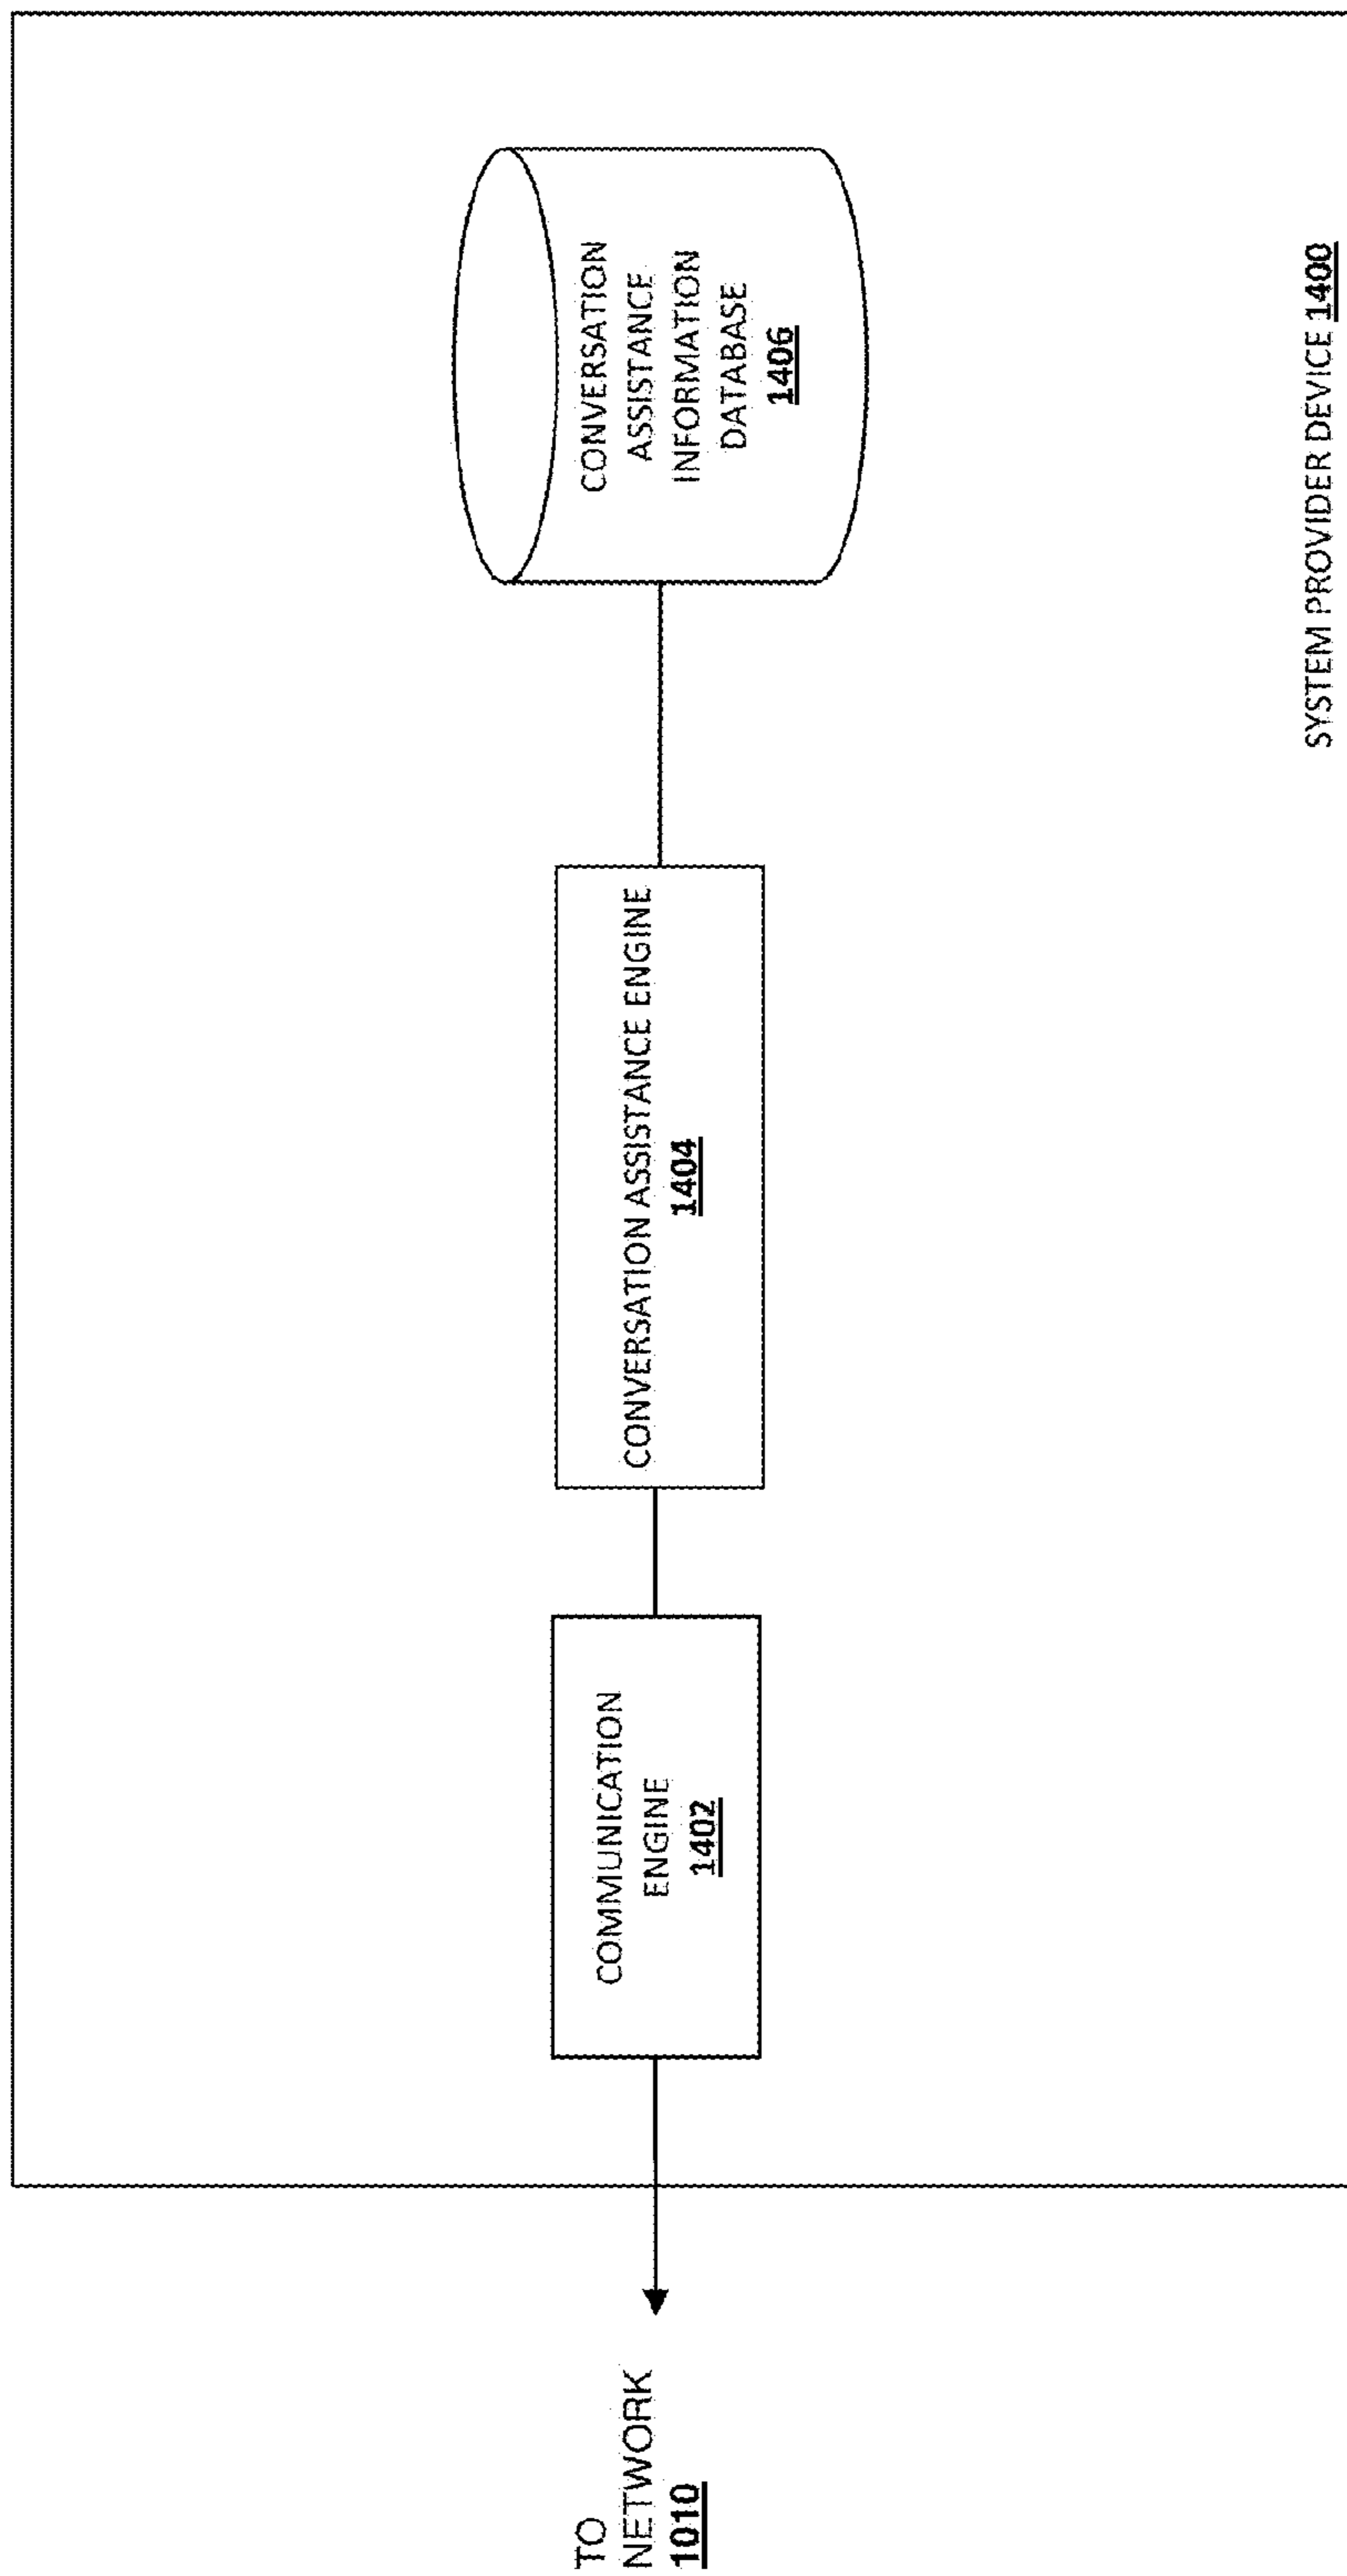 TO
NETWORK
1010
COMMUNICATION
ENGINE
1402
CONVERSATION ASSISTANCE ENGINE
1404
CONVERSATION
ASSISTANCE
INFORMATION
DATABASE
1406
SYSTEM PROVIDER DEVICE 1400